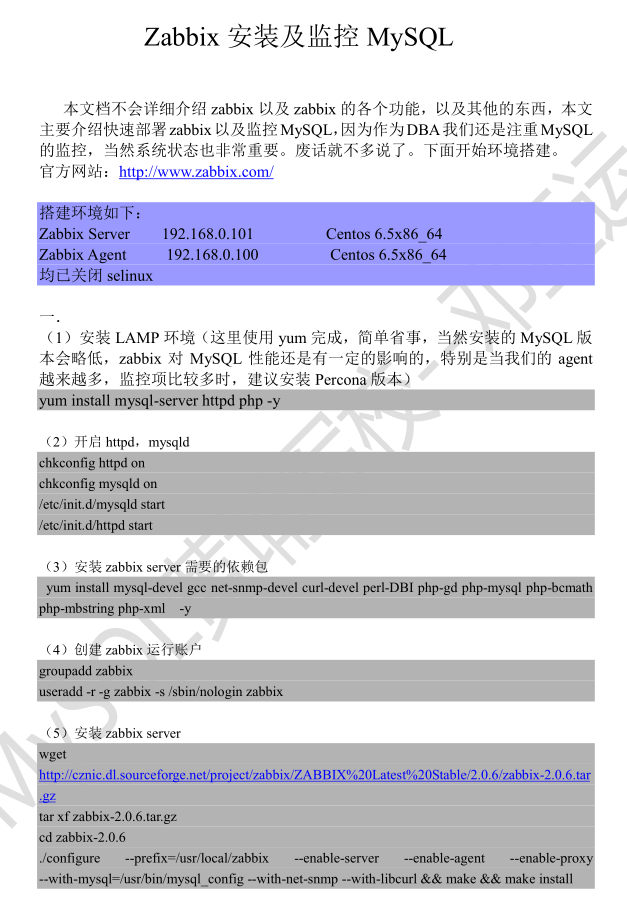 Zabbix 安装及监控 MySQL
本文档不会详细介绍 zabbix 以及 zabbix 的各个功能，以及其他的东西，本文
主要介绍快速部署 zabbix 以及监控 MySQL，因为作为 DBA 我们还是注重 MySQL
的监控，当然系统状态也非常重要。废话就不多说了。下面开始环境搭建。
官方网站：http://www.zabbix.com/
搭建环境如下：
Zabbix Server 192.168.0.101 Centos 6.5x86_64
Zabbix Agent 192.168.0.100 Centos 6.5x86_64
均已关闭 selinux
一．
（1）安装 LAMP 环境（这里使用 yum 完成，简单省事，当然安装的 MySQL 版
本会略低，zabbix 对 MySQL 性能还是有一定的影响的，特别是当我们的 agent
越来越多，监控项比较多时，建议安装 Percona 版本）
yum install mysql-server httpd php -y
（2）开启 httpd，mysqld
chkconfig httpd on
chkconfig mysqld on
/etc/init.d/mysqld start
/etc/init.d/httpd start
（3）安装 zabbix server 需要的依赖包
yum install mysql-devel gcc net-snmp-devel curl-devel perl-DBI php-gd php-mysql php-bcmath
php-mbstring php-xml -y
（4）创建 zabbix 运行账户
groupadd zabbix
useradd -r -g zabbix -s /sbin/nologin zabbix
（5）安装 zabbix server
wget
http://cznic.dl.sourceforge.net/project/zabbix/ZABBIX%20Latest%20Stable/2.0.6/zabbix-2.0.6.tar
.gz
tar xf zabbix-2.0.6.tar.gz
cd zabbix-2.0.6
./configure --prefix=/usr/local/zabbix --enable-server --enable-agent --enable-proxy
--with-mysql=/usr/bin/mysql_config --with-net-snmp --with-libcurl && make && make install